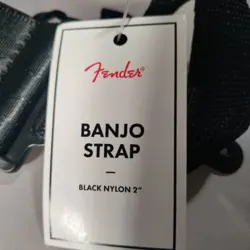 Fender®
BANJO
STRAP
BLACK NYLON 2"